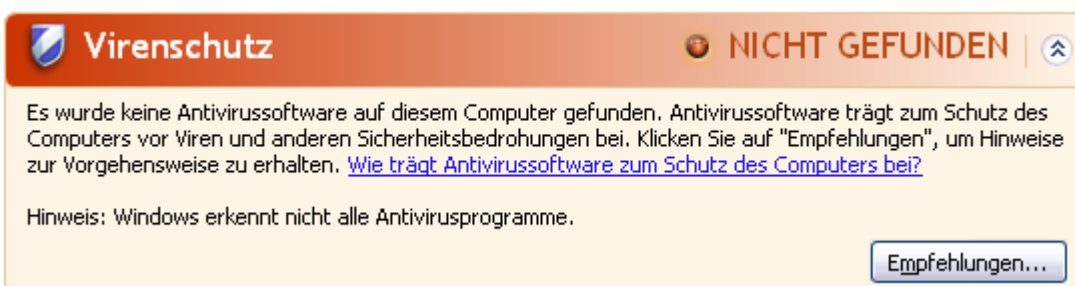 Virenschutz
NICHT GEFUNDEN
Es wurde keine Antivirussoftware auf diesem Computer gefunden. Antivirussoftware trägt zum Schutz des
Computers vor Viren und anderen Sicherheitsbedrohungen bei. Klicken Sie auf "Empfehlungen", um Hinweise
zur Vorgehensweise zu erhalten. Wie trägt Antivirussoftware zum Schutz des Computers bei?
Hinweis: Windows erkennt nicht alle Antivirusprogramme.
Empfehlungen...